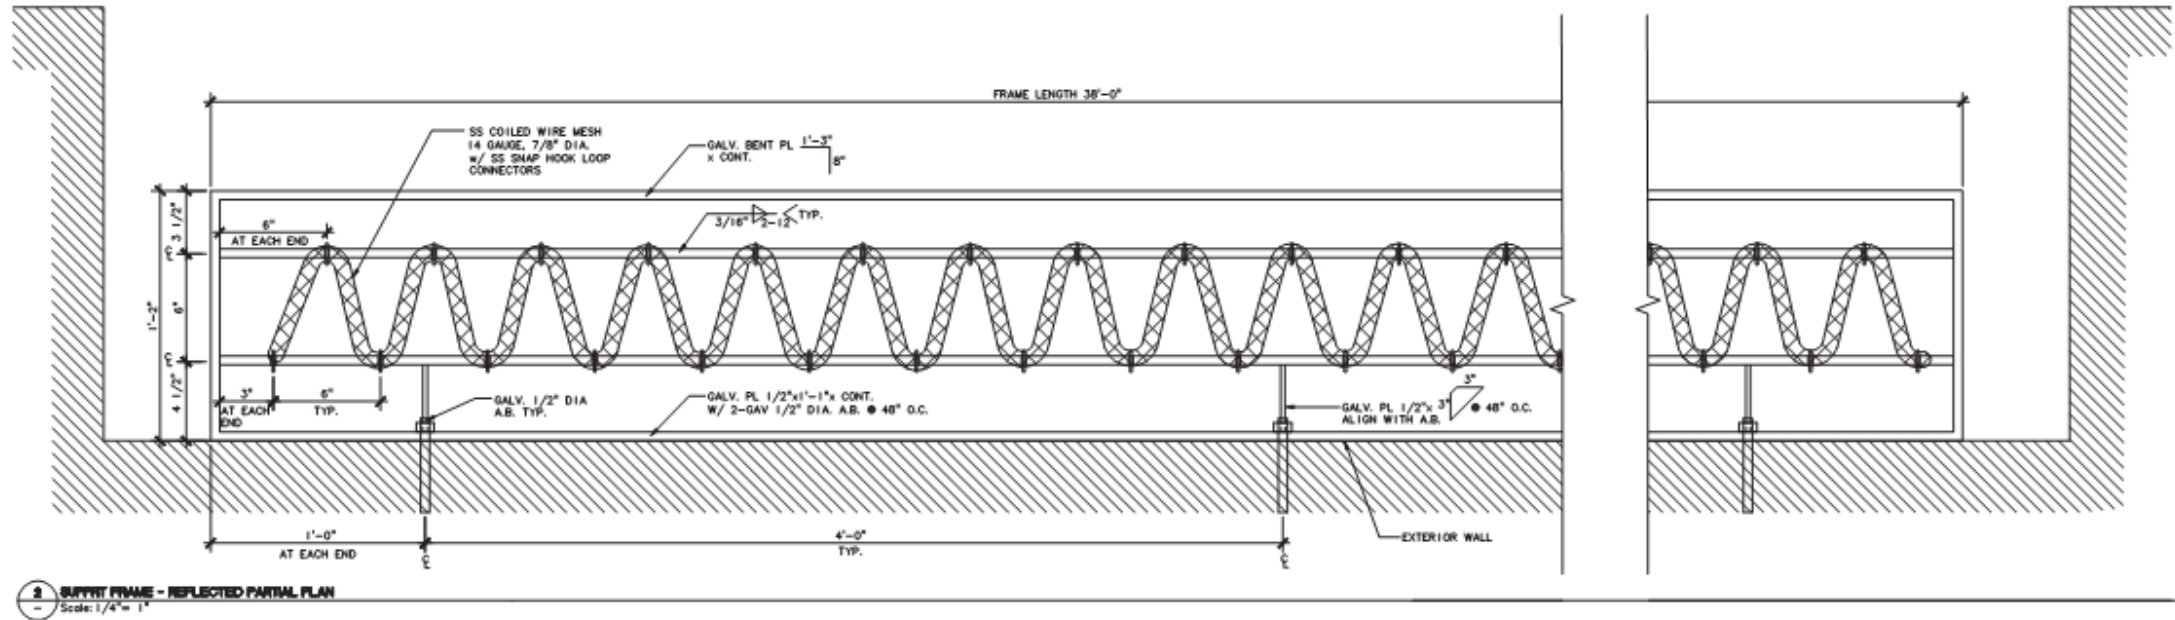 FRAME LENGTH 38'-0"
SS COILED WIRE MESH
14 GAUGE, 7/8" DIA.
w/ SS SNAP HOOK LOOP
CONNECTORS
GALV. BENT PL 1'-3"
x CONT. 8"
3/16" 2-12 TYP.
6"
AT EACH END
3 1/2"
6"
1'-2"
4 1/2"
3"
AT EACH
END
6"
TYP.
GALV. 1/2" DIA
A.B. TYP.
GALV. PL 1/2"x1'-1"x CONT.
W/ 2-GAV 1/2" DIA. A.B. @ 48" O.C.
3"
GALV. PL 1/2"x 3" @ 48" O.C.
ALIGN WITH A.B.
1'-0"
AT EACH END
4'-0"
TYP.
EXTERIOR WALL
2
SUPPRT FRAME - REFLECTED PARTIAL PLAN
Scale: 1/4"= 1"